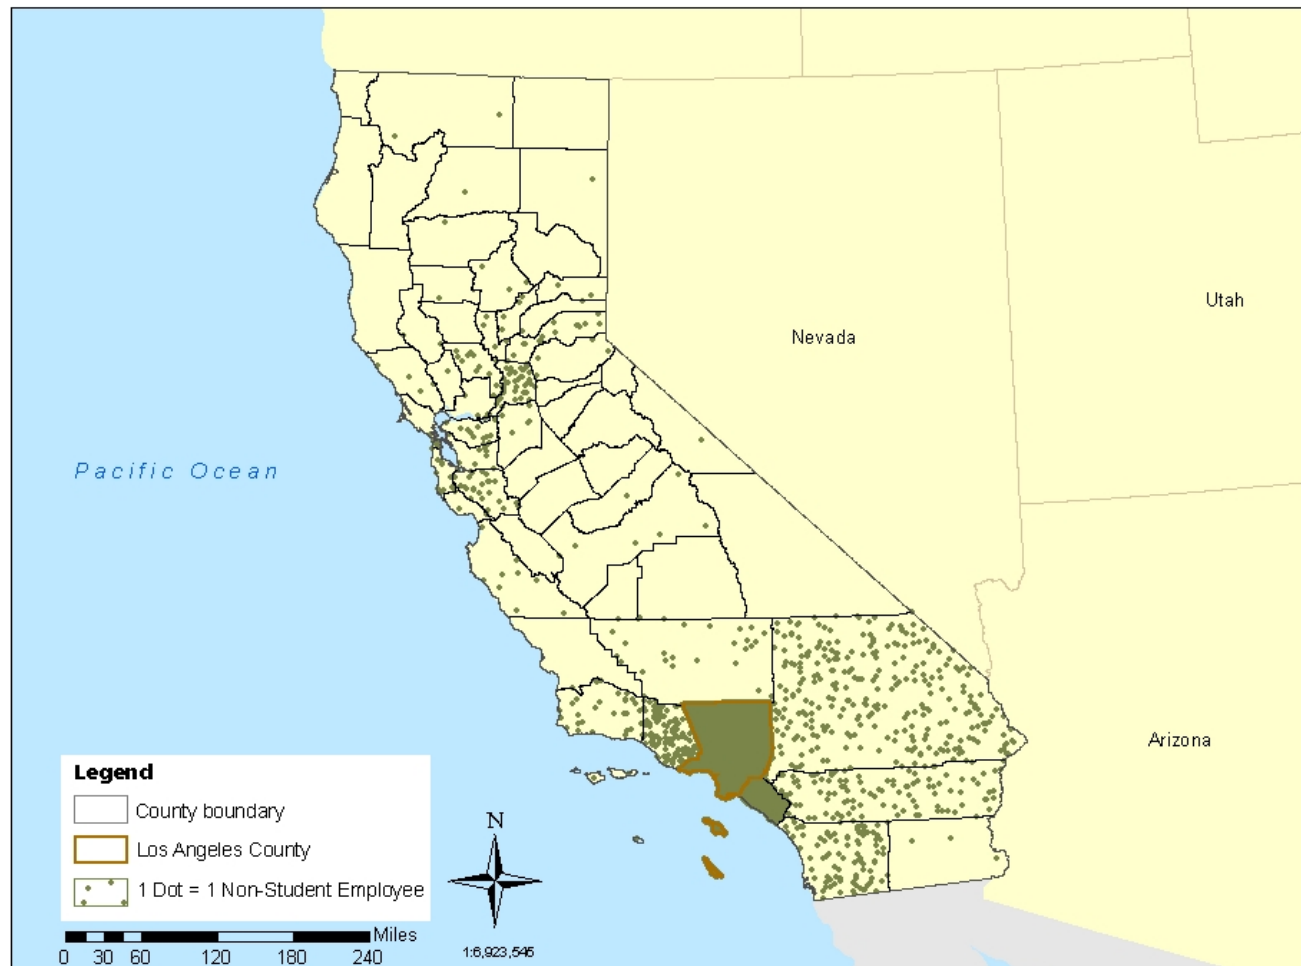 Utah
Nevada
Pacific Ocean
Arizona
Legend
County boundary
Los Angeles County
1 Dot = 1 Non-Student Employee
N
Miles
0 30 60 120 180 240
1:6,923,545